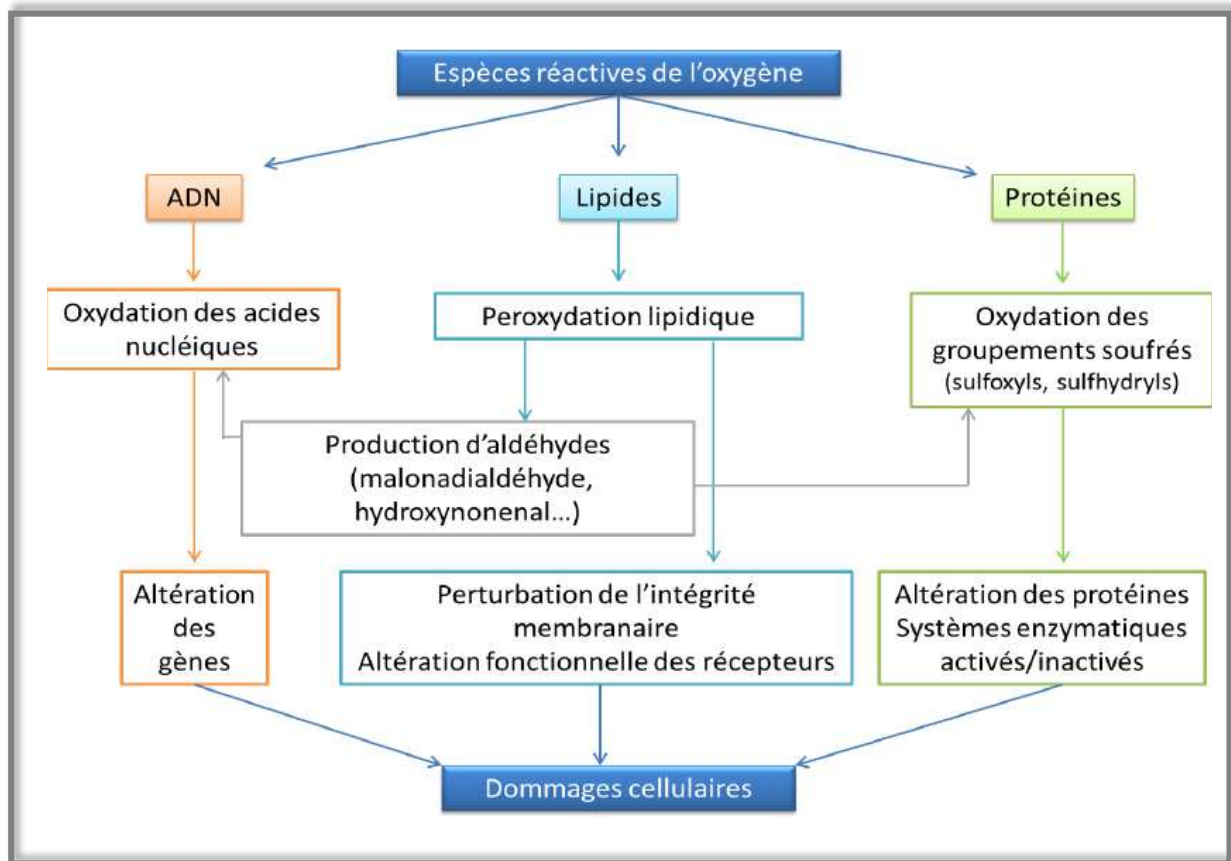 Espèces réactives de l'oxygène
ADN
Lipides
Protéines
Oxydation des acides
nucléiques
Peroxydation lipidique
Oxydation des
groupements soufrés
(sulfoxyls, sulfhydryls)
Production d'aldéhydes
(malonadialdéhyde,
hydroxynonenal...)
Altération
des
gènes
Perturbation de l'intégrité
membranaire
Altération fonctionnelle des récepteurs
Altération des protéines
Systèmes enzymatiques
activés/inactivés
Dommages cellulaires